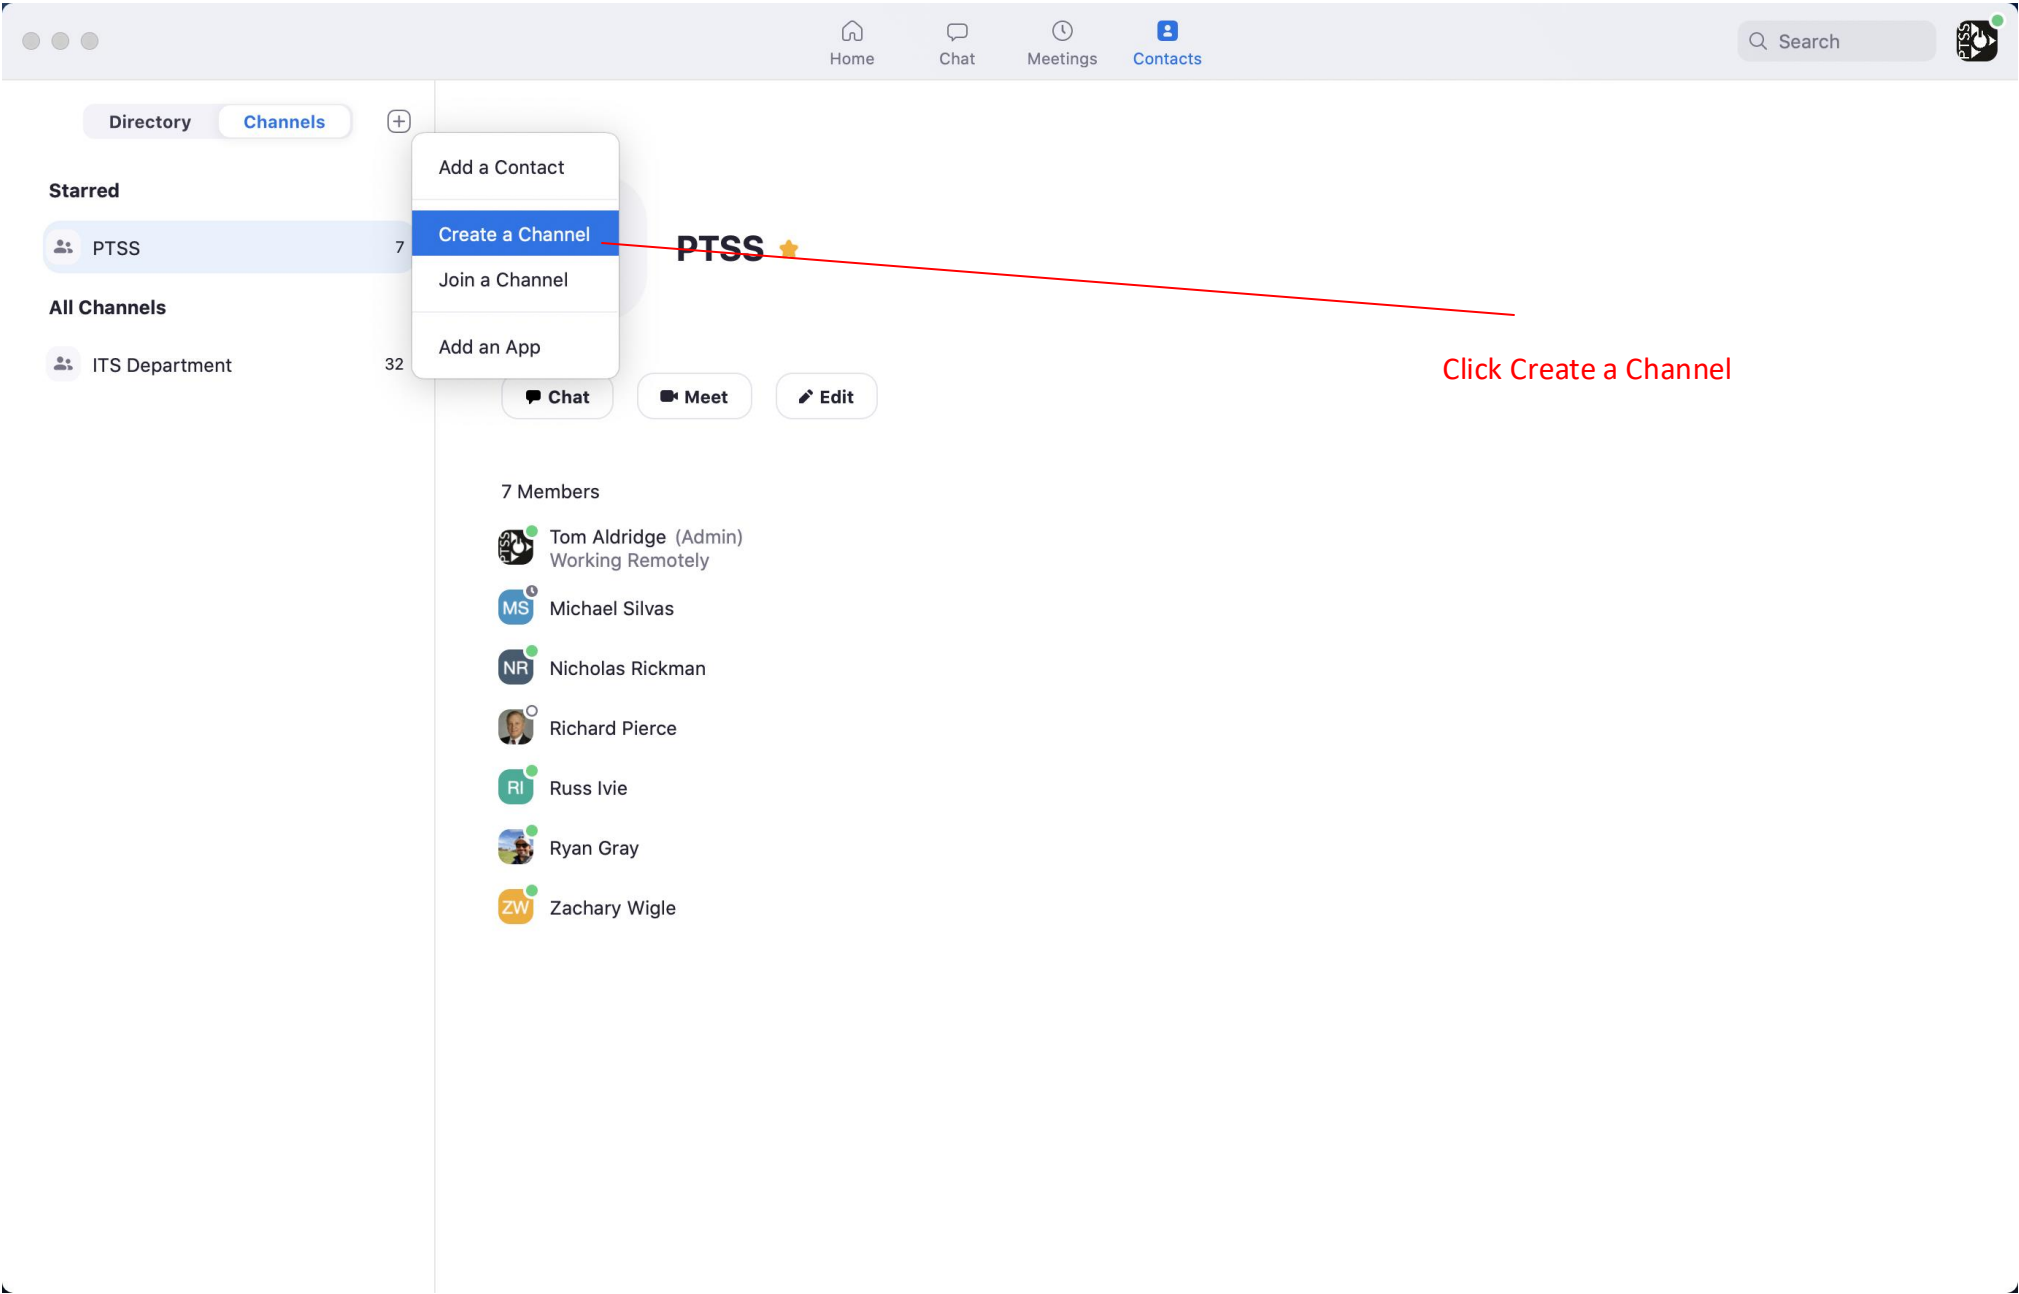 Home
Chat
Meetings
Contacts
Search
PTSS
Directory
Channels
Starred
PTSS
7
All Channels
ITS Department
32
Add a Contact
Create a Channel
Join a Channel
Add an App
PTSS
Click Create a Channel
Chat
Meet
Edit
7 Members
PTSS
Tom Aldridge (Admin)
Working Remotely
MS
Michael Silvas
NR
Nicholas Rickman
Richard Pierce
RI
Russ Ivie
Ryan Gray
ZW
Zachary Wigle